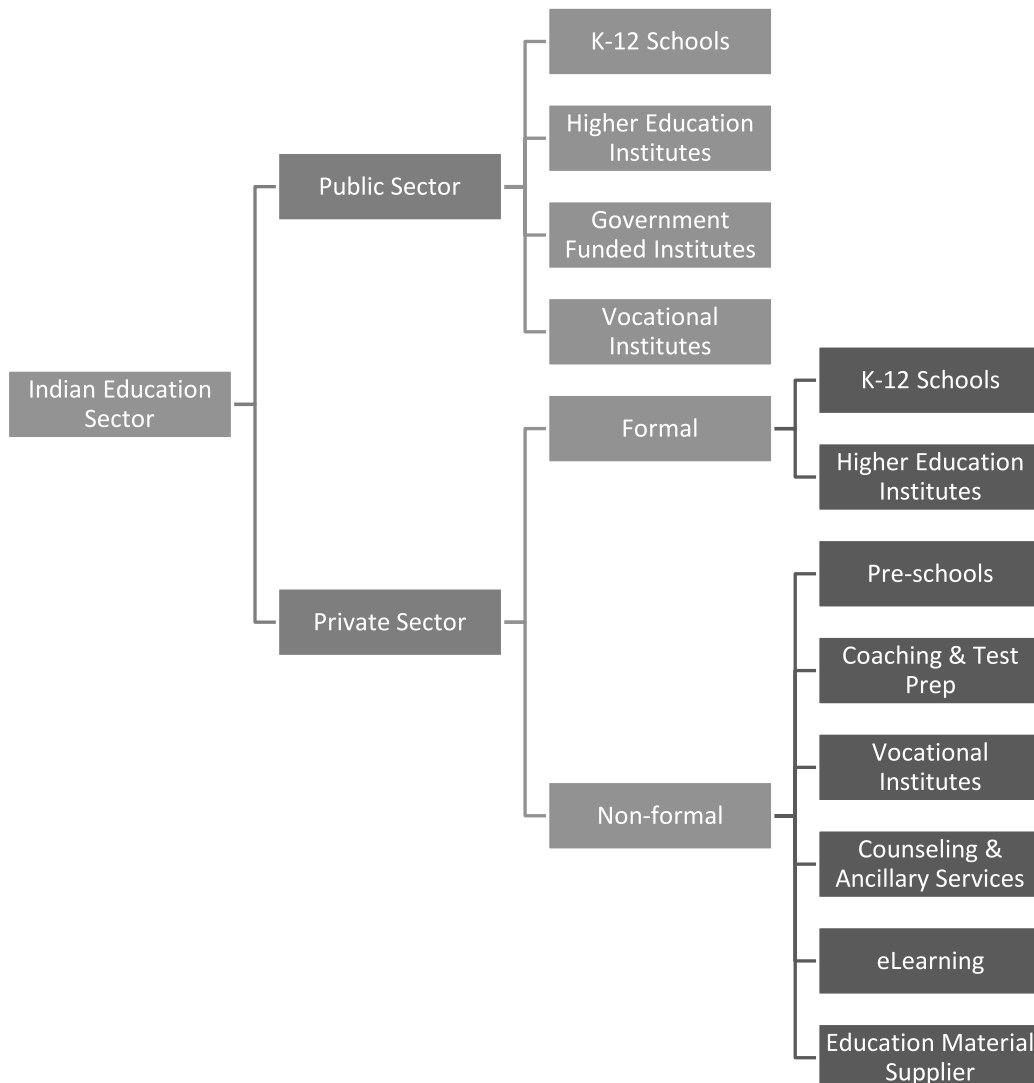 K-12 Schools
Higher Education
Institutes
Public Sector
Government
Funded Institutes
Vocational
Institutes
Indian Education
Sector
K-12 Schools
Formal
Higher Education
Institutes
Pre-schools
Private Sector
Coaching & Test
Prep
Vocational
Institutes
Non-formal
Counseling &
Ancillary Services
eLearning
Education Material
Supplier